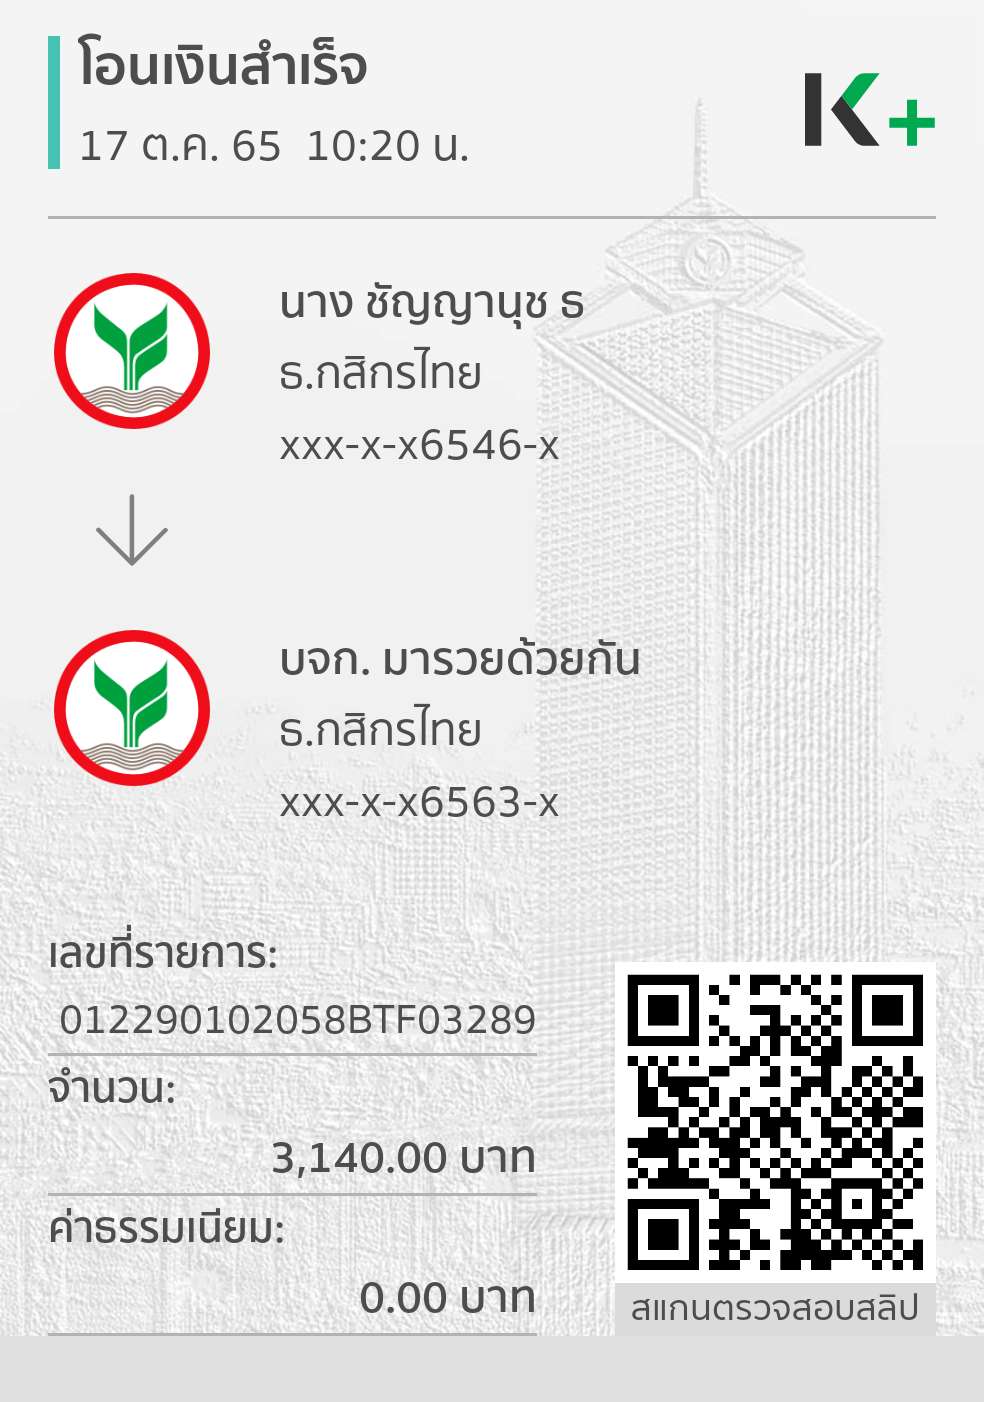 โอนเงินสำเร็จ
17 ต.ค. 65 10:20 น.
K+
นาง ชัญญานุช ธ
ธ.กสิกรไทย
xxx-x-x6546-x
บจก. มารวยด้วยกัน
ธ.กสิกรไทย
xxx-x-x6563-x
เลขที่รายการ:
012290102058BTF03289
จำนวน:
3,140.00 บาท
ค่าธรรมเนียม:
0.00 บาท
สแกนตรวจสอบสลิป